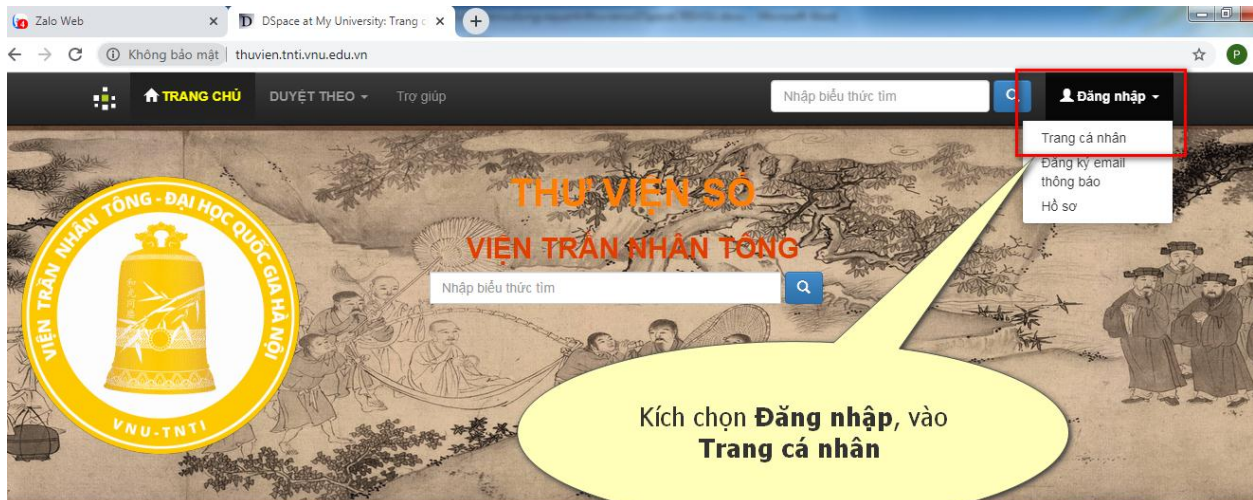 Zalo Web
DSpace at My University: Trang c
Không bảo mật thuvien.tnti.vnu.edu.vn
P
TRANG CHỦ DUYỆT THEO Trợ giúp Nhập biểu thức tìm Đăng nhập
Trang cá nhân
Đăng ký email
thông báo
Hồ sơ
THƯ VIỆN SỐ
VIỆN TRẦN NHÂN TÔNG
Nhập biểu thức tìm
VIỆN TRẦN NHÂN TÔNG - ĐẠI HỌC QUỐC GIA HÀ NỘI
VNU-TNTI
Kích chọn Đăng nhập, vào
Trang cá nhân